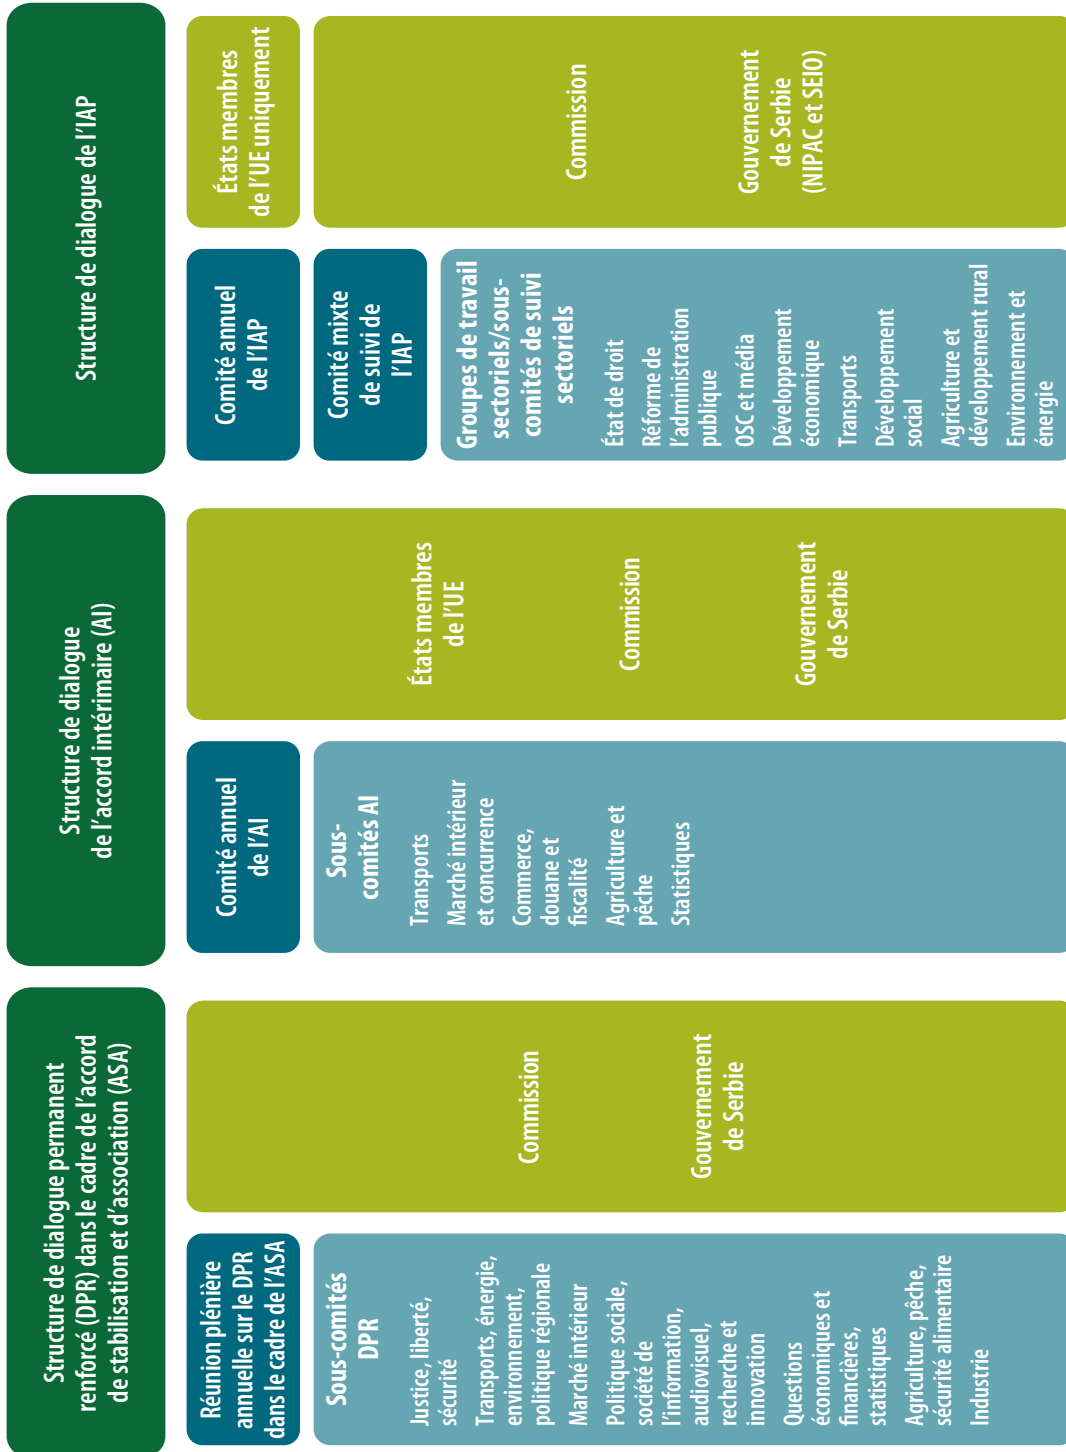 Structure de dialogue permanent
renforcé (DPR) dans le cadre de l'accord
de stabilisation et d'association (ASA)
Réunion plénière
annuelle sur le DPR
dans le cadre de l'ASA
Sous-comités
DPR
Justice, liberté,
sécurité
Transports, énergie,
environnement,
politique régionale
Marché intérieur
Politique sociale,
société de
l'information,
audiovisuel,
recherche et
innovation
Questions
économiques et
financières,
statistiques
Agriculture, pêche,
sécurité alimentaire
Industrie
Commission
Gouvernement
de Serbie
Structure de dialogue
de l'accord intérimaire (AI)
Comité annuel
de l'AI
Sous-
comités AI
Transports
Marché intérieur
et concurrence
Commerce,
douane et
fiscalité
Agriculture et
pêche
Statistiques
États membres
de l'UE
Commission
Gouvernement
de Serbie
Structure de dialogue de l'IAP
Comité annuel
de l'IAP
États membres
de l'UE uniquement
Comité mixte
de suivi de
l'IAP
Groupes de travail
sectoriels/sous-
comités de suivi
sectoriels
État de droit
Réforme de
l'administration
publique
OSC et média
Développement
économique
Transports
Développement
social
Agriculture et
développement rural
Environnement et
énergie
Commission
Gouvernement
de Serbie
(NIPAC et SEIO)